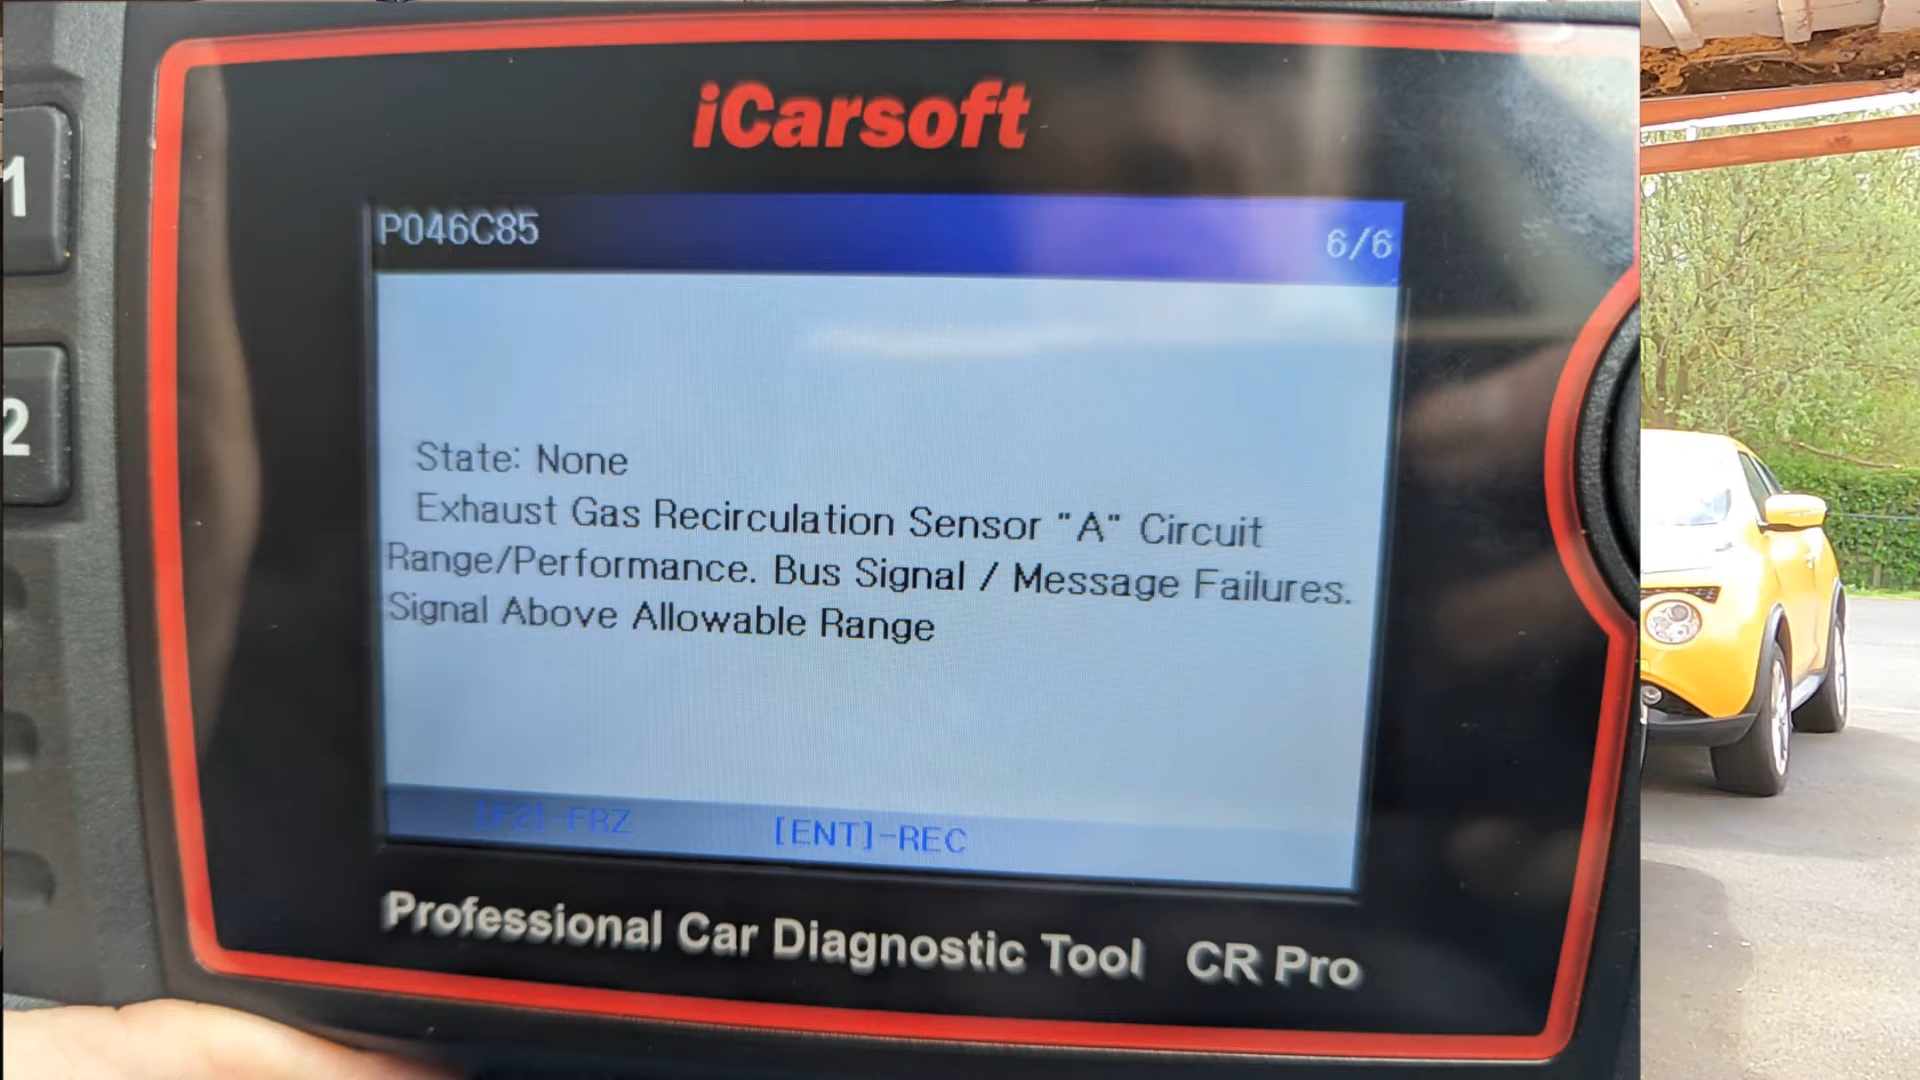 1
2
iCarsoft
P046C85 6/6
State: None
Exhaust Gas Recirculation Sensor "A" Circuit
Range/Performance. Bus Signal / Message Failures.
Signal Above Allowable Range
[F2]-FRZ [ENT]-REC
Professional Car Diagnostic Tool CR Pro